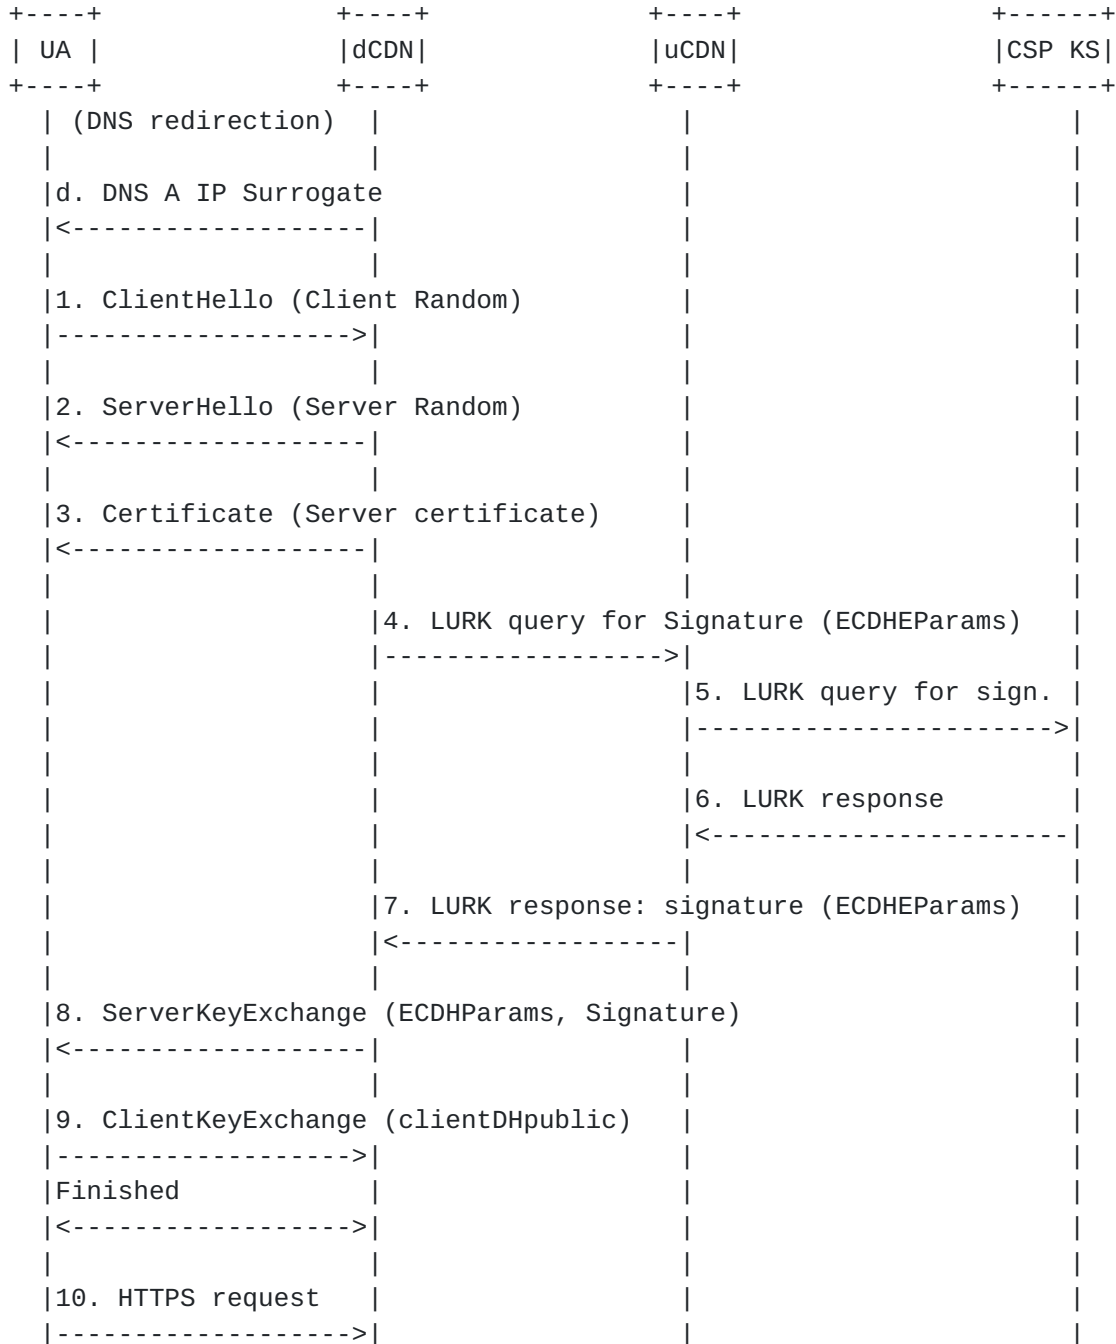 +----+               +----+              +----+                +------+
| UA |               |dCDN|              |uCDN|                |CSP KS|
+----+               +----+              +----+                +------+
  | (DNS redirection)  |                   |                        |
  |                    |                   |                        |
  |d. DNS A IP Surrogate                   |                        |
  |<-------------------|                   |                        |
  |                    |                   |                        |
  |1. ClientHello (Client Random)          |                        |
  |------------------->|                   |                        |
  |                    |                   |                        |
  |2. ServerHello (Server Random)          |                        |
  |<-------------------|                   |                        |
  |                    |                   |                        |
  |3. Certificate (Server certificate)     |                        |
  |<-------------------|                   |                        |
  |                    |                   |                        |
  |                    |4. LURK query for Signature (ECDHEParams)   |
  |                    |------------------>|                        |
  |                    |                   |5. LURK query for sign. |
  |                    |                   |----------------------->|
  |                    |                   |                        |
  |                    |                   |6. LURK response        |
  |                    |                   |<-----------------------|
  |                    |                   |                        |
  |                    |7. LURK response: signature (ECDHEParams)   |
  |                    |<------------------|                        |
  |                    |                   |                        |
  |8. ServerKeyExchange (ECDHParams, Signature)                     |
  |<-------------------|                   |                        |
  |                    |                   |                        |
  |9. ClientKeyExchange (clientDHpublic)   |                        |
  |------------------->|                   |                        |
  |Finished            |                   |                        |
  |<------------------>|                   |                        |
  |                    |                   |                        |
  |10. HTTPS request   |                   |                        |
  |------------------->|                   |                        |